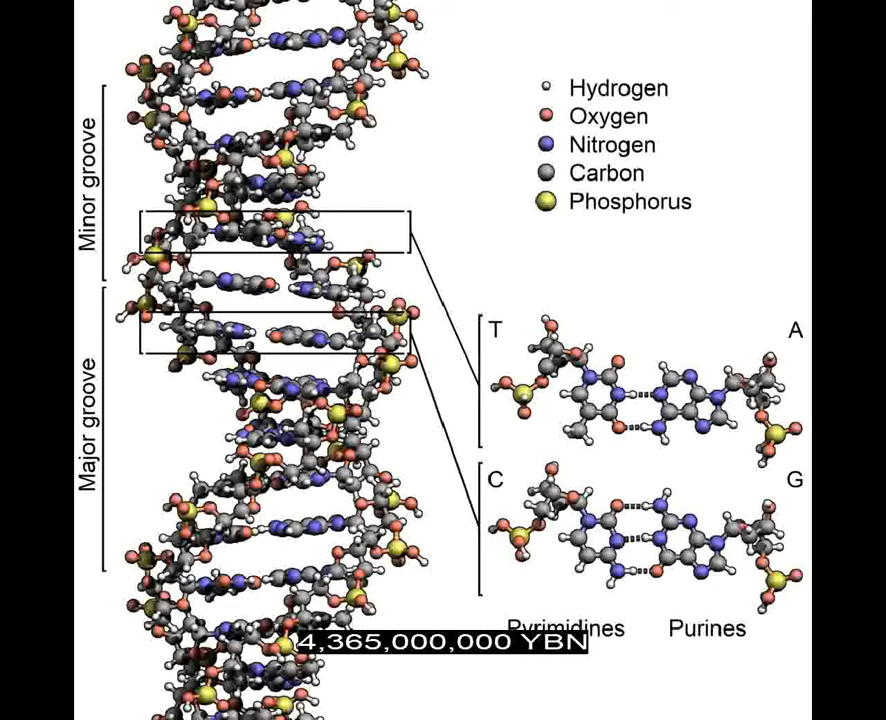 Minor groove
Major groove
Hydrogen
Oxygen
Nitrogen
Carbon
Phosphorus
T A
C G
Pyrimidines Purines
4,365,000,000 YBN